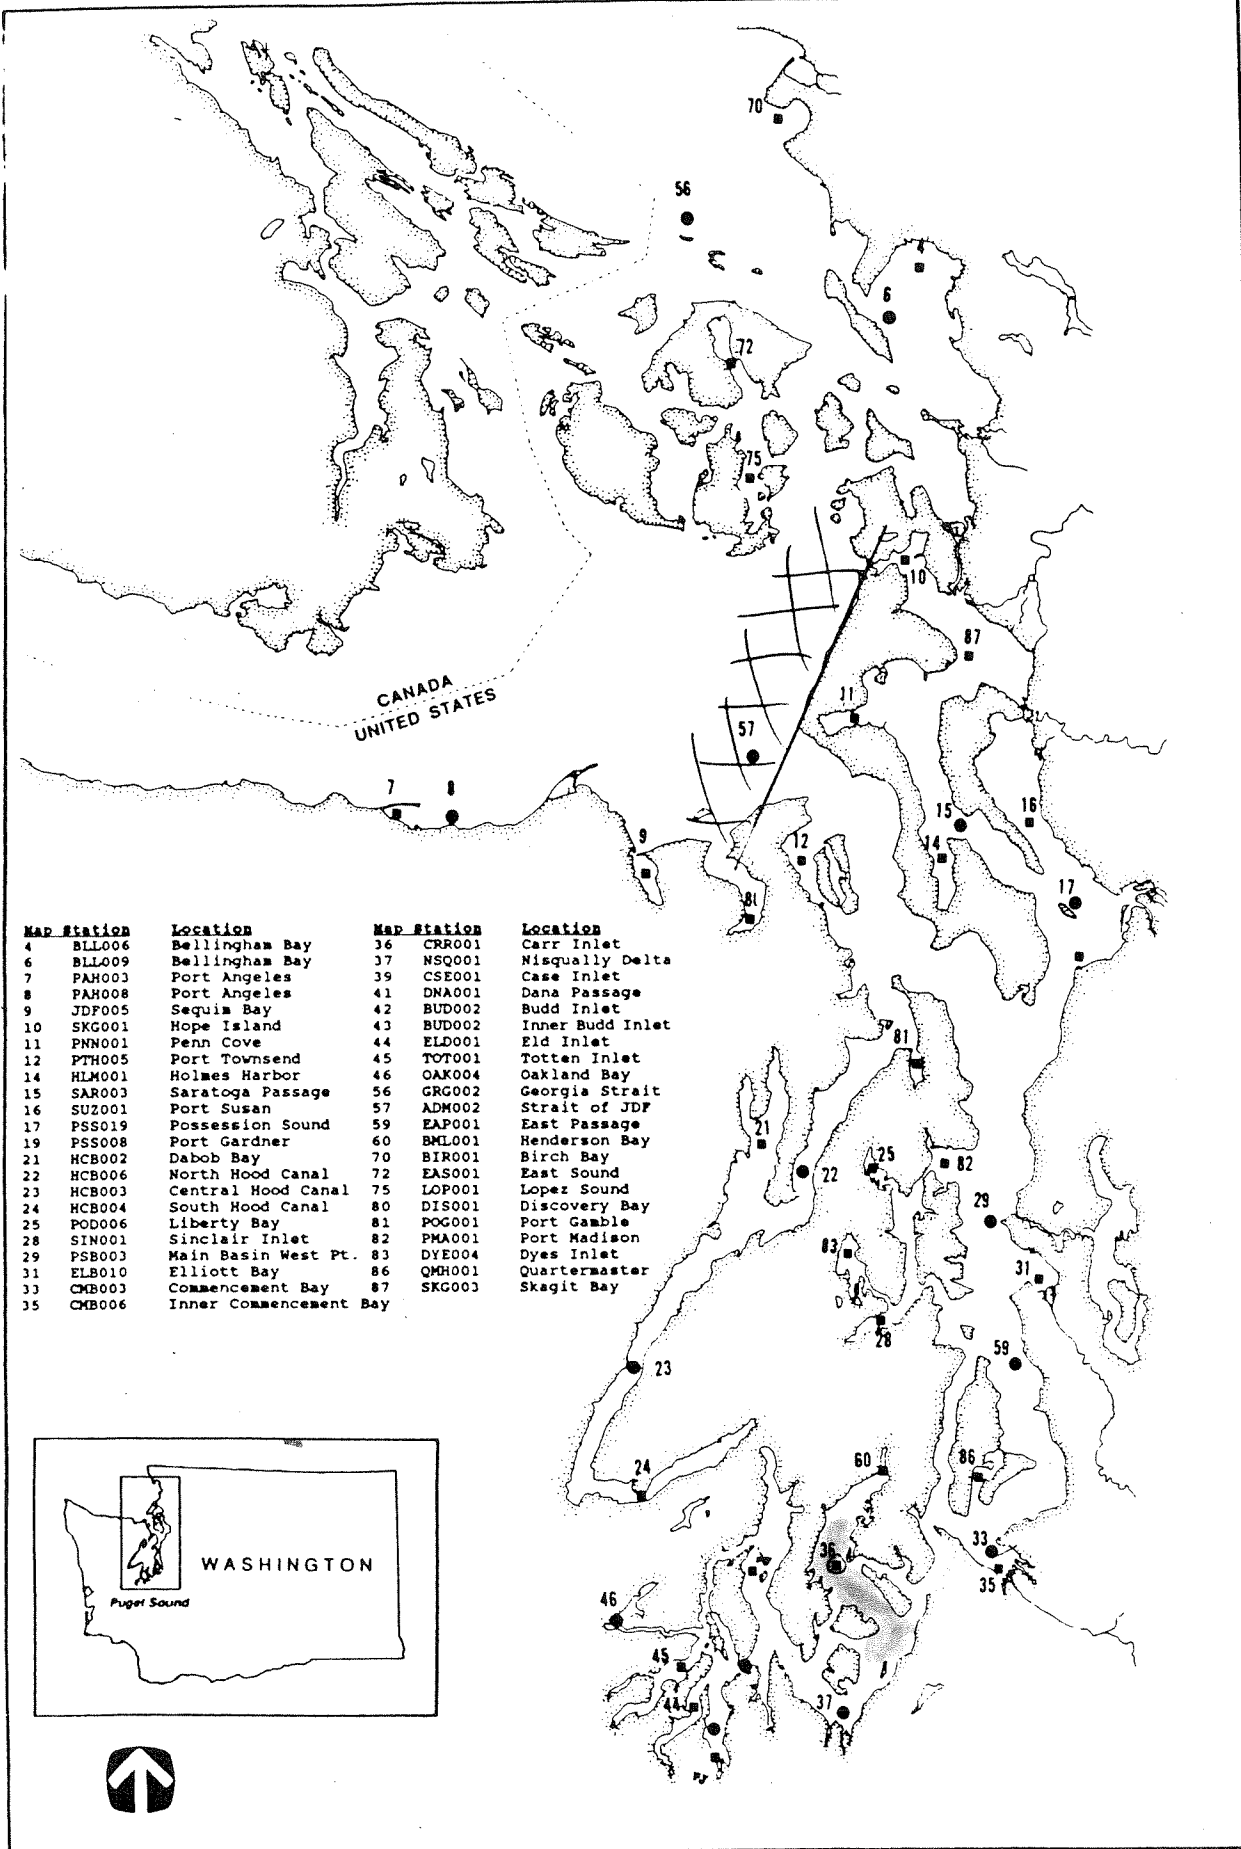 70
56
4
6
72
75
10
87
11
CANADA
UNITED STATES
57
7
8
9
12
15
16
14
17
80
Map Station Location Map Station Location
4 BLL006 Bellingham Bay 36 CRR001 Carr Inlet
6 BLL009 Bellingham Bay 37 NSQ001 Nisqually Delta
7 PAH003 Port Angeles 39 CSE001 Case Inlet
8 PAH008 Port Angeles 41 DNA001 Dana Passage
9 JDF005 Sequim Bay 42 BUD002 Budd Inlet
10 SKG001 Hope Island 43 BUD002 Inner Budd Inlet
11 PNN001 Penn Cove 44 ELD001 Eld Inlet
12 PTH005 Port Townsend 45 TOT001 Totten Inlet
14 HLM001 Holmes Harbor 46 OAK004 Oakland Bay
15 SAR003 Saratoga Passage 56 GRG002 Georgia Strait
16 SUZ001 Port Susan 57 ADM002 Strait of JDF
17 PSS019 Possession Sound 59 EAP001 East Passage
19 PSS008 Port Gardner 60 BML001 Henderson Bay
21 HCB002 Dabob Bay 70 BIR001 Birch Bay
22 HCB006 North Hood Canal 72 EAS001 East Sound
23 HCB003 Central Hood Canal 75 LOP001 Lopez Sound
24 HCB004 South Hood Canal 80 DIS001 Discovery Bay
25 POD006 Liberty Bay 81 POG001 Port Gamble
28 SIN001 Sinclair Inlet 82 PMA001 Port Madison
29 PSB003 Main Basin West Pt. 83 DYE004 Dyes Inlet
31 ELB010 Elliott Bay 86 QMH001 Quartermaster
33 CMB003 Commencement Bay 87 SKG003 Skagit Bay
35 CMB006 Inner Commencement Bay
81
21
22
25
82
29
83
31
28
59
23
60
86
24
36
33
35
46
45
44
37
WASHINGTON
Puget Sound